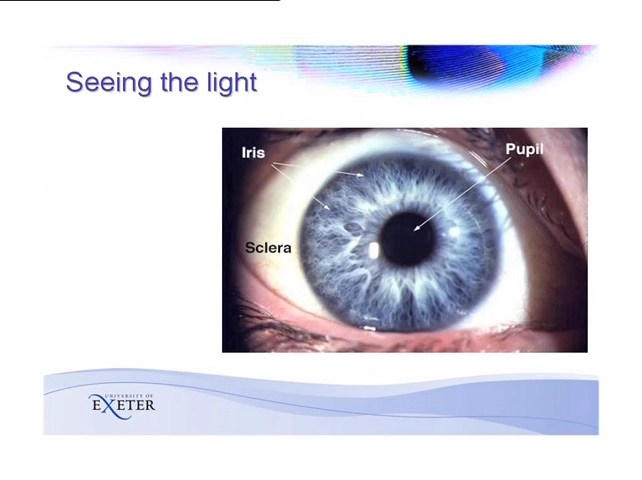 Seeing the light
Iris
Pupil
Sclera
UNIVERSITY OF
EXETER